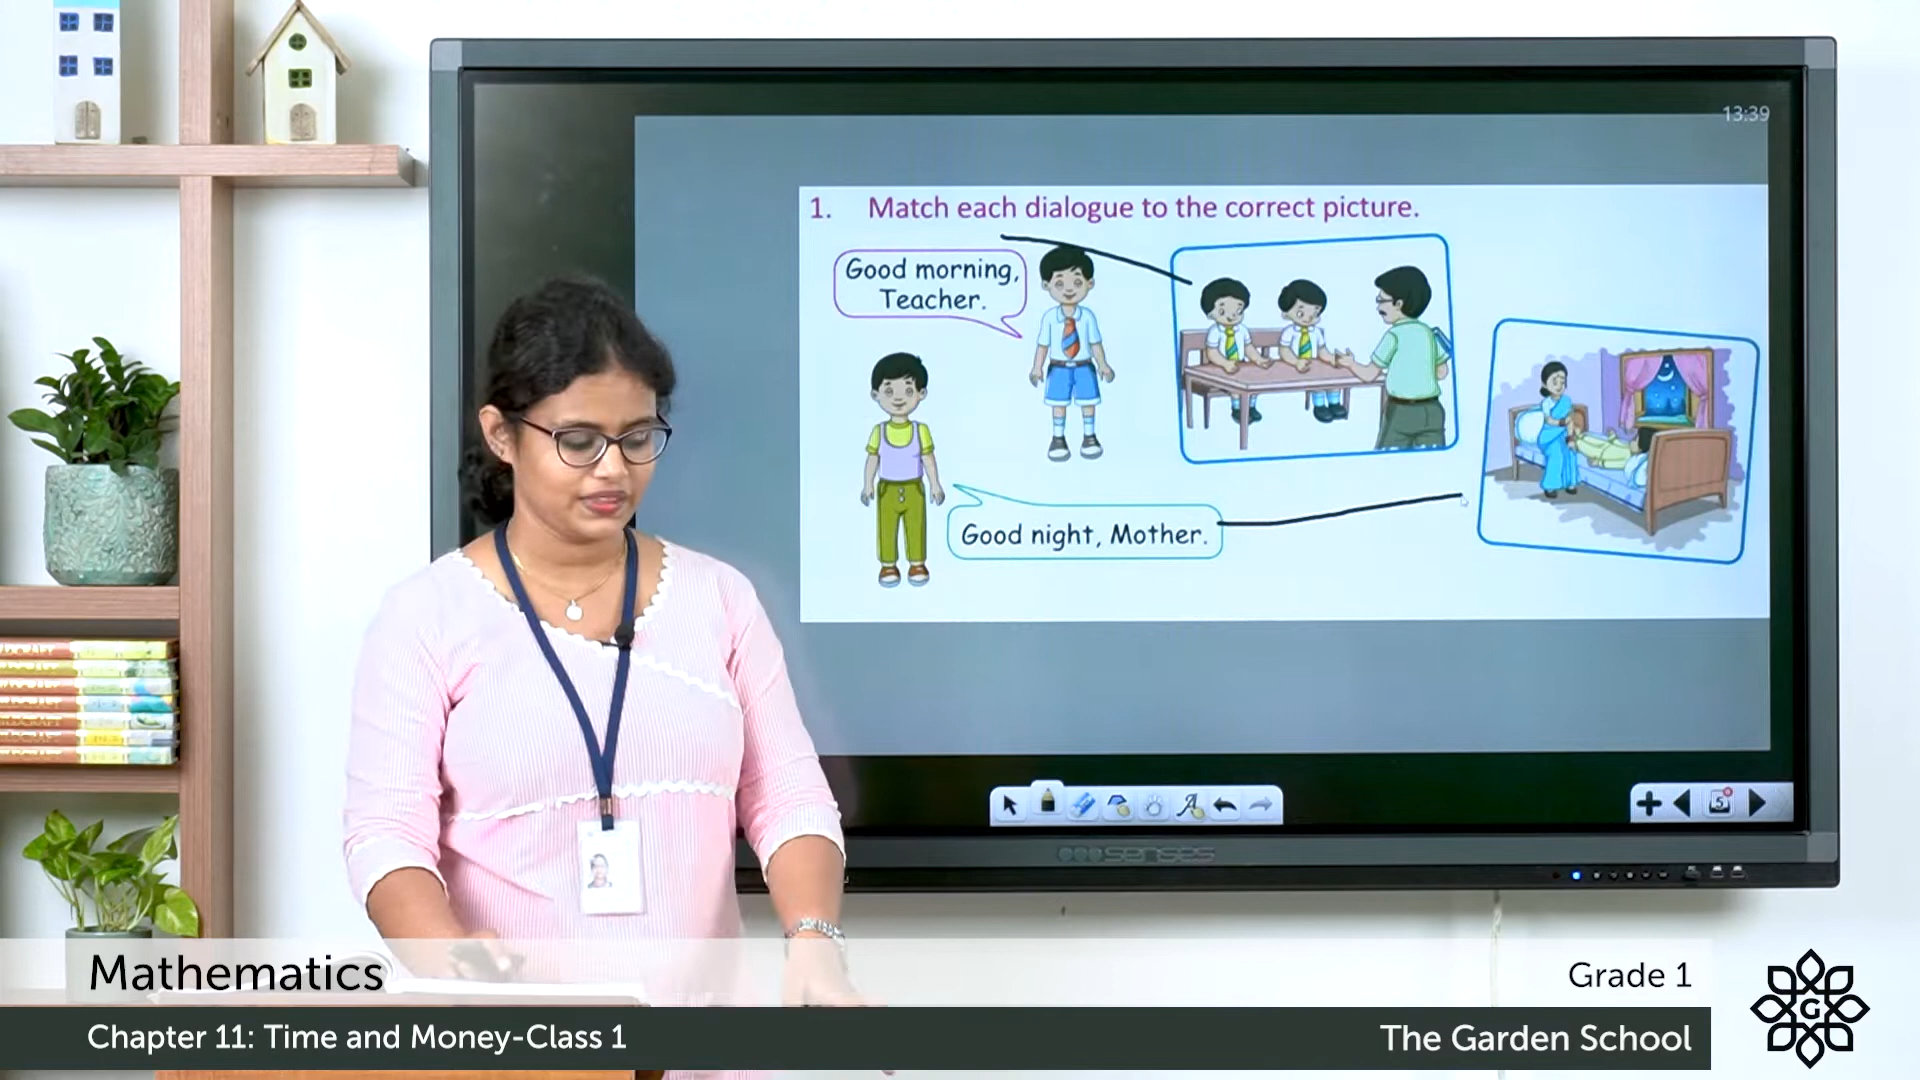 13:39
1. Match each dialogue to the correct picture.
Good morning,
Teacher.
Good night, Mother.
senses
Mathematics
Grade 1
Chapter 11: Time and Money-Class 1
The Garden School
G